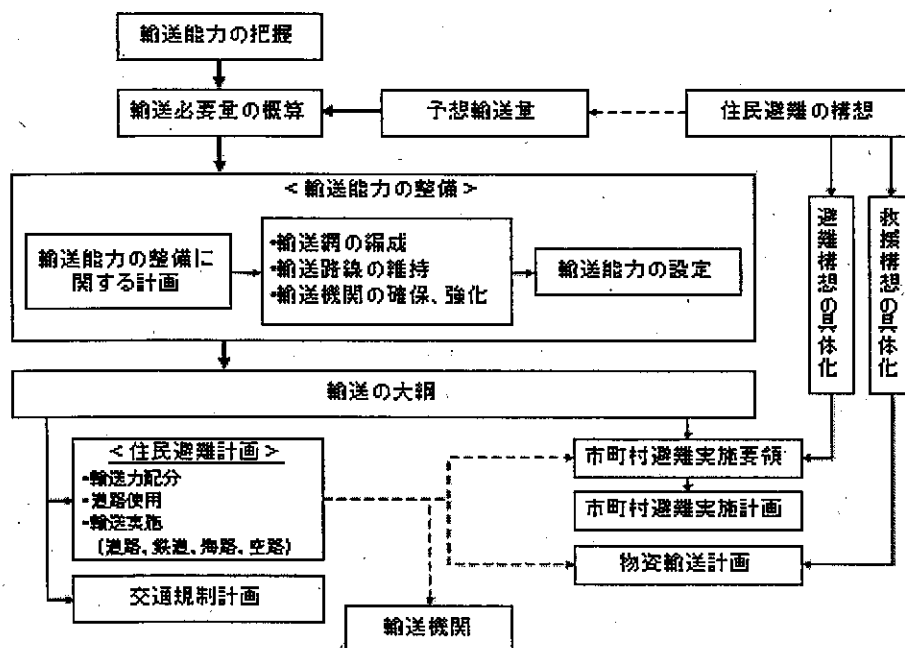 輸送能力の把握
輸送必要量の概算
予想輸送量
住民避難の構想
<輸送能力の整備>
輸送能力の整備に
関する計画
・輸送網の編成
・輸送路線の維持
・輸送機関の確保、強化
輸送能力の設定
避難構想の具体化
救援構想の具体化
輸送の大綱
<住民避難計画>
・輸送力配分
・道路使用
・輸送実施
(道路、鉄道、海路、空路)
市町村避難実施要領
市町村避難実施計画
物資輸送計画
交通規制計画
輸送機関